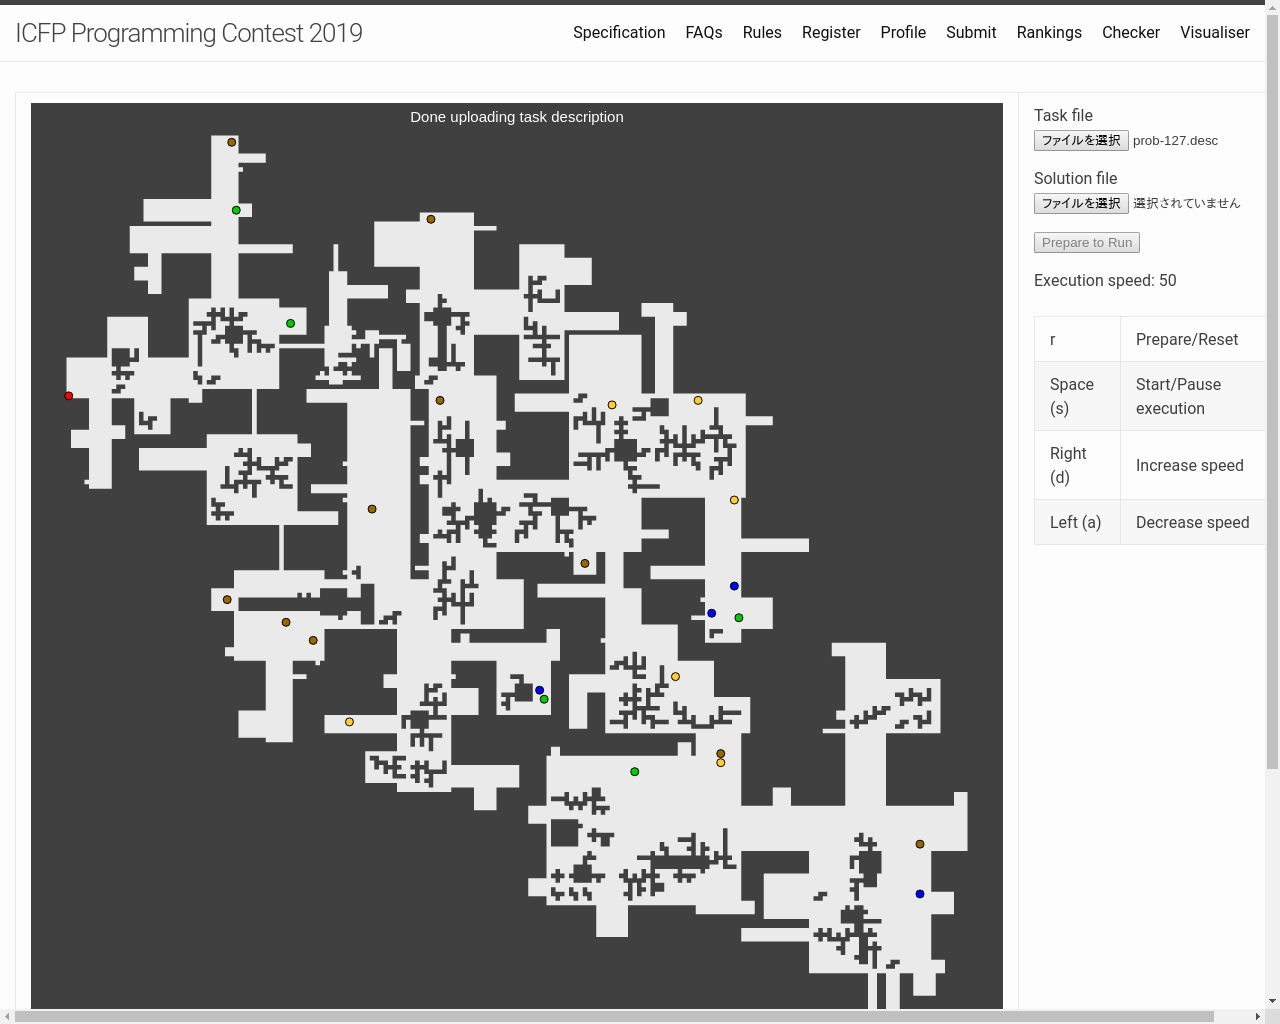 ICFP Programming Contest 2019
Specification FAQs Rules Register Profile Submit Rankings Checker Visualiser
Done uploading task description
Task file
ファイルを選択 prob-127.desc
Solution file
ファイルを選択 選択されていません
Prepare to Run
Execution speed: 50
r Prepare/Reset
Space (s) Start/Pause execution
Right (d) Increase speed
Left (a) Decrease speed